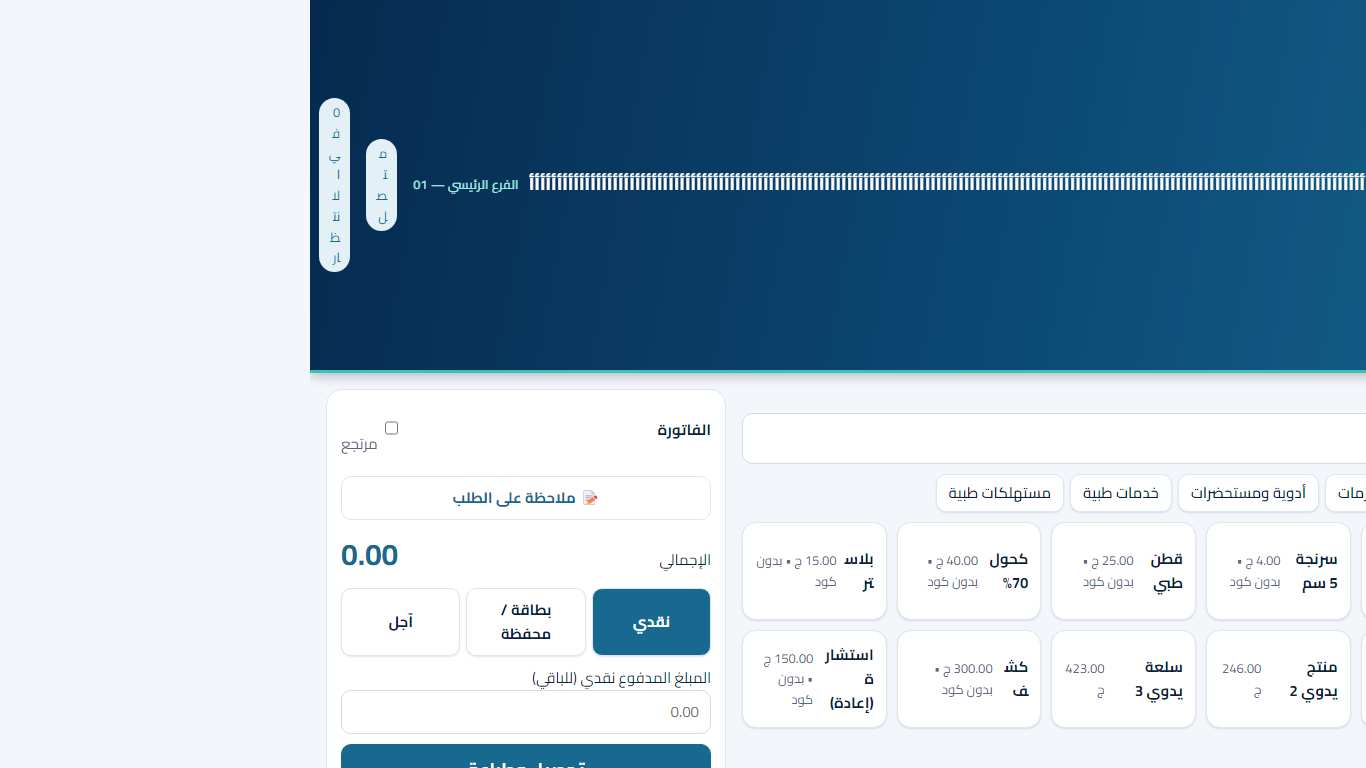 الفرع الرئيسي — 01
متصل
0 في الانتظار
الفاتورة
مرتجع
📝 ملاحظة على الطلب
الإجمالي
0.00
نقدي
بطاقة / محفظة
آجل
المبلغ المدفوع نقدي (للباقي)
0.00
أدوية ومستحضرات
خدمات طبية
مستهلكات طبية
سرنجة 5 سم
4.00 ج • بدون كود
قطن طبي
25.00 ج • بدون كود
كحول 70%
40.00 ج • بدون كود
بلاستر
15.00 ج • بدون كود
منتج يدوي 2
246.00 ج
سلعة يدوي 3
423.00 ج
كشف
300.00 ج • بدون كود
استشارة (إعادة)
150.00 ج • بدون كود